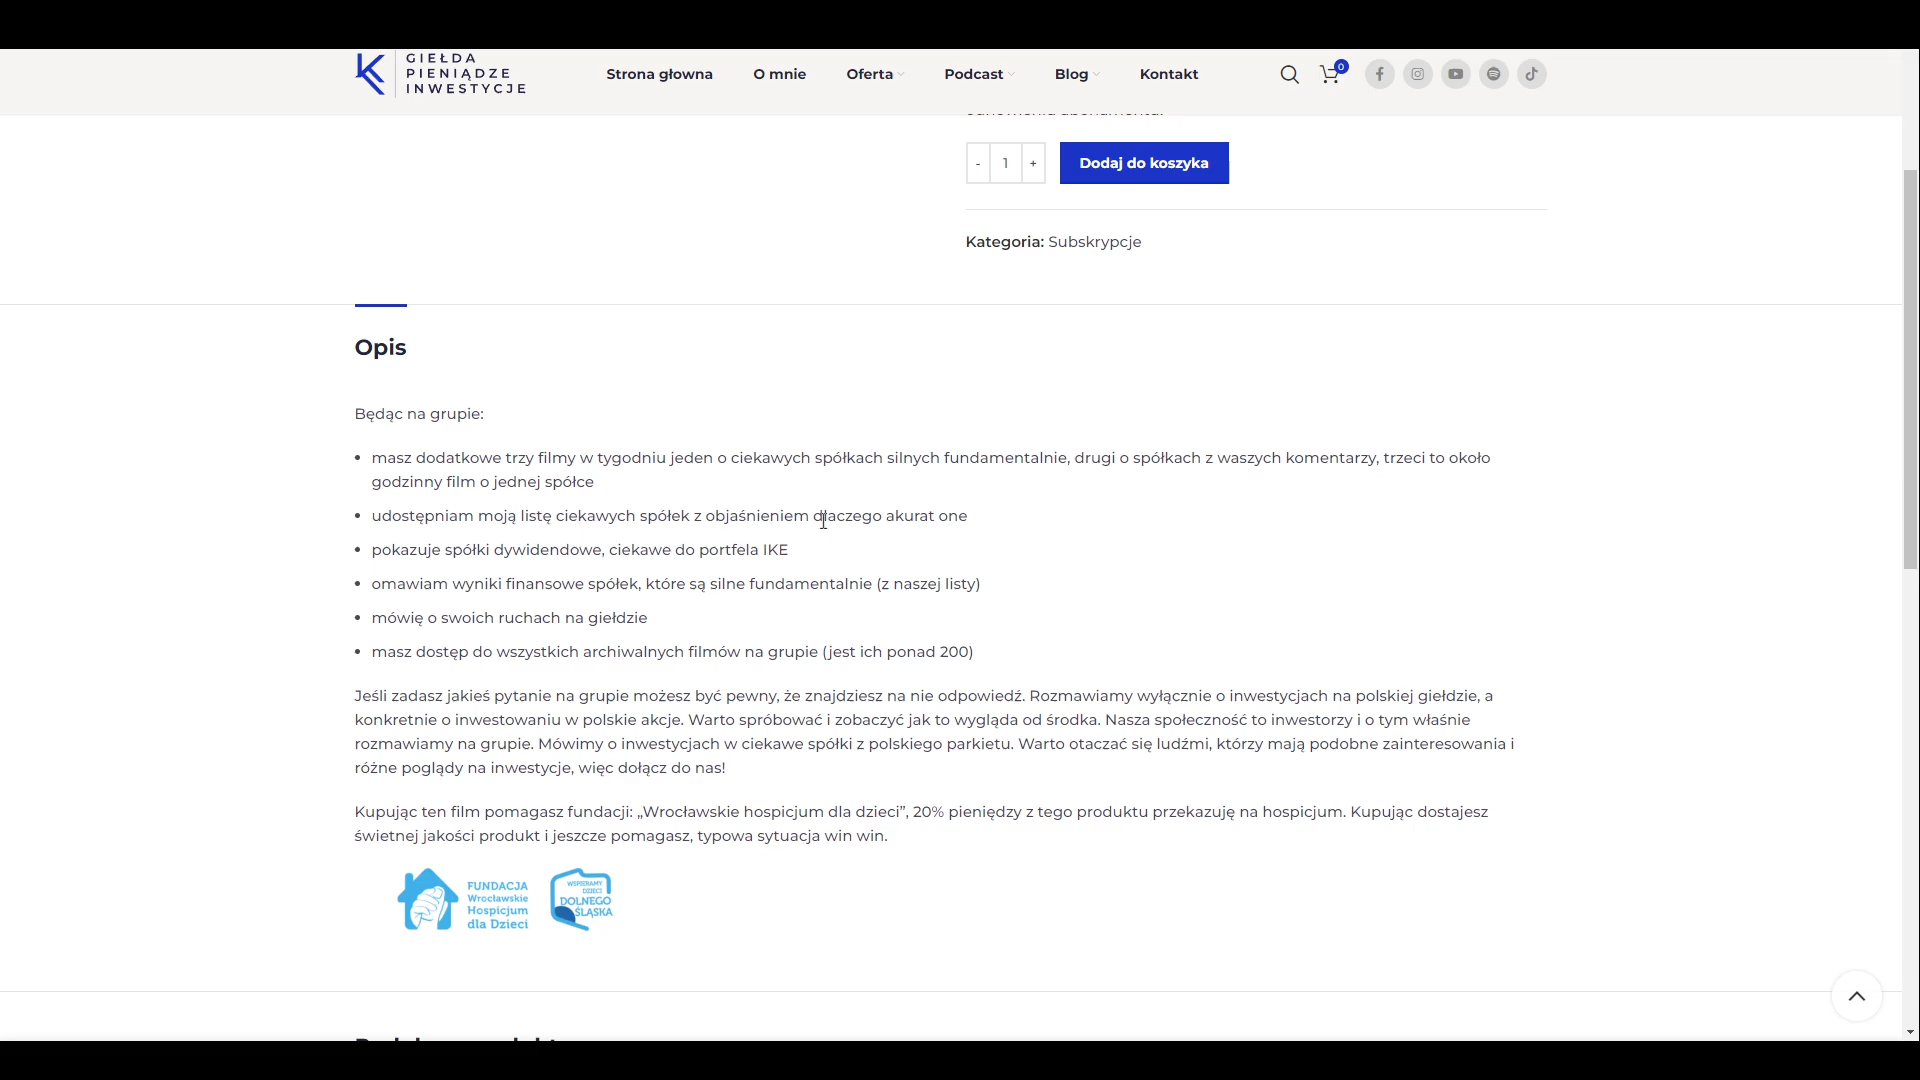 GIEŁDA
PIENIĄDZE
INWESTYCJE
Strona głowna
O mnie
Oferta
Podcast
Blog
Kontakt
0
- 1 +
Dodaj do koszyka
Kategoria: Subskrypcje
Opis
Będąc na grupie:
• masz dodatkowe trzy filmy w tygodniu jeden o ciekawych spółkach silnych fundamentalnie, drugi o spółkach z waszych komentarzy, trzeci to około
godzinny film o jednej spółce
• udostępniam moją listę ciekawych spółek z objaśnieniem dlaczego akurat one
• pokazuje spółki dywidendowe, ciekawe do portfela IKE
• omawiam wyniki finansowe spółek, które są silne fundamentalnie (z naszej listy)
• mówię o swoich ruchach na giełdzie
• masz dostęp do wszystkich archiwalnych filmów na grupie (jest ich ponad 200)
Jeśli zadasz jakieś pytanie na grupie możesz być pewny, że znajdziesz na nie odpowiedź. Rozmawiamy wyłącznie o inwestycjach na polskiej giełdzie, a
konkretnie o inwestowaniu w polskie akcje. Warto spróbować i zobaczyć jak to wygląda od środka. Nasza społeczność to inwestorzy i o tym właśnie
rozmawiamy na grupie. Mówimy o inwestycjach w ciekawe spółki z polskiego parkietu. Warto otaczać się ludźmi, którzy mają podobne zainteresowania i
różne poglądy na inwestycje, więc dołącz do nas!
Kupując ten film pomagasz fundacji: „Wrocławskie hospicjum dla dzieci”, 20% pieniędzy z tego produktu przekazuję na hospicjum. Kupując dostajesz
świetnej jakości produkt i jeszcze pomagasz, typowa sytuacja win win.
FUNDACJA
Wrocławskie
Hospicjum
dla Dzieci
WSPIERAMY
DZIECI
DOLNEGO
ŚLĄSKA